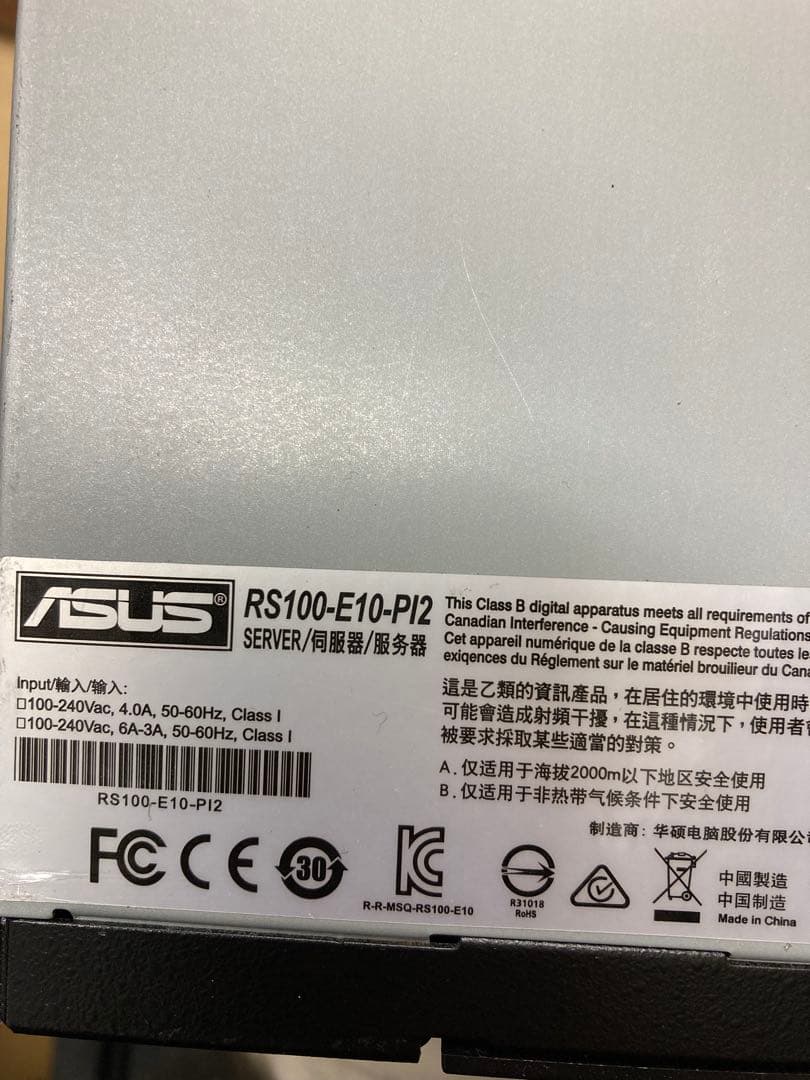 ASUS®
RS100-E10-PI2
SERVER/伺服器/服务器
Input/輸入/输入:
□100-240Vac, 4.0A, 50-60Hz, Class I
□100-240Vac, 6A-3A, 50-60Hz, Class I
RS100-E10-PI2
This Class B digital apparatus meets all requirements of
Canadian Interference - Causing Equipment Regulations
Cet appareil numérique de la classe B respecte toutes
exiqences du Réglement sur le matériel brouilieur du
這是乙類的資訊產品，在居住的環境中使用時
可能會造成射頻干擾，在這種情況下，使用者
被要求採取某些適當的對策。
A.仅适用于海拔2000m以下地区安全使用
B.仅适用于非热带气候条件下安全使用
制造商: 华硕电脑股份有限公
FC CE 30
R-R-MSQ-RS100-E10
R31018
RoHS
中國製造
中国制造
Made in China